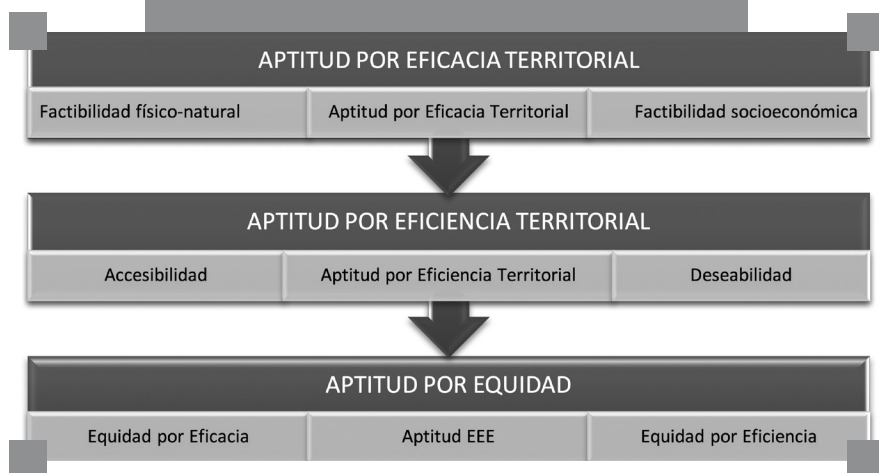 APTITUD POR EFICACIA TERRITORIAL
Factibilidad físico-natural
Aptitud por Eficacia Territorial
Factibilidad socioeconómica
APTITUD POR EFICIENCIA TERRITORIAL
Accesibilidad
Aptitud por Eficiencia Territorial
Deseabilidad
APTITUD POR EQUIDAD
Equidad por Eficacia
Aptitud EEE
Equidad por Eficiencia